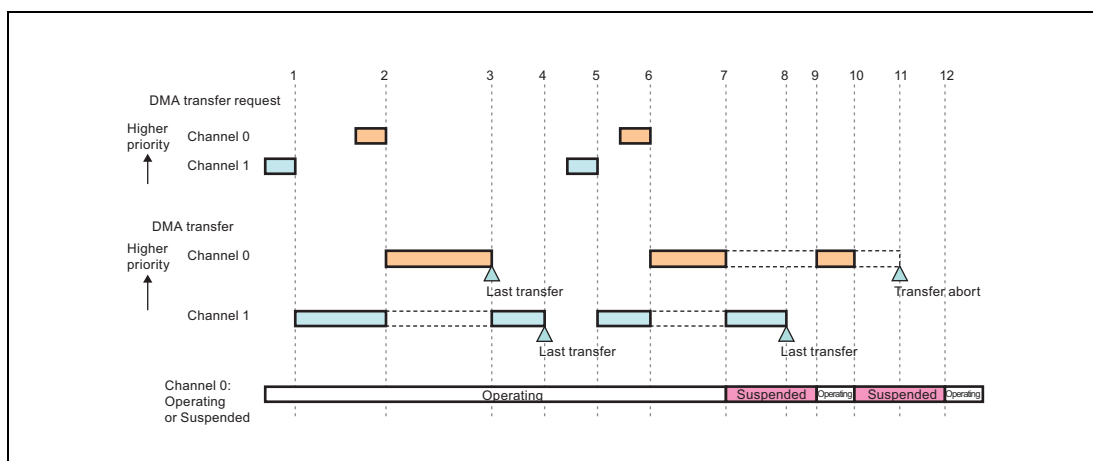 1 2 3 4 5 6 7 8 9 10 11 12
DMA transfer request
Higher
priority
Channel 0
Channel 1
DMA transfer
Higher
priority
Channel 0
Last transfer
Transfer abort
Channel 1
Last transfer
Last transfer
Channel 0:
Operating
or Suspended
Operating
Suspended
Operating
Suspended
Operating